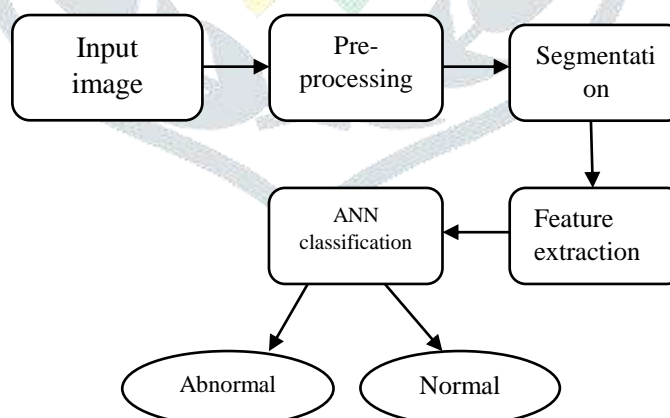 Input
image
Pre-
processing
Segmentati
on
Feature
extraction
ANN
classification
Abnormal
Normal